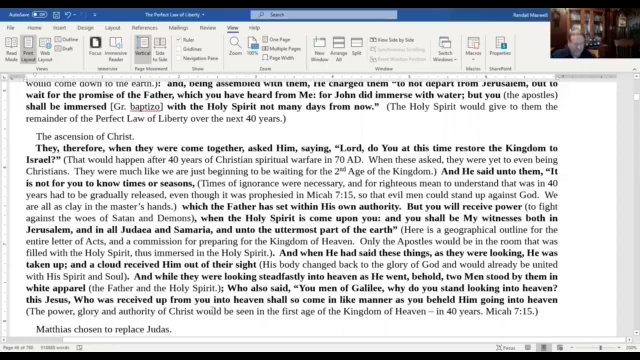 AutoSave Off
The Perfect Law of Liberty
Search
Randall Maxwell
File Home Insert Draw Design Layout References Mailings Review View Help
Share
Read Mode
Print Layout
Web Layout
Outline
Draft
Focus
Immersive Reader
Vertical
Side to Side
Ruler
Gridlines
Navigation Pane
Zoom
100%
One Page
Multiple Pages
Page Width
New Window
Arrange All
Split
View Side by Side
Synchronous Scrolling
Reset Window Position
Switch Windows
Macros
Properties
Views
Immersive
Page Movement
Show
Zoom
Window
Macros
SharePoint
would come down to the earth.); and, being assembled with them, He charged them "to not depart from Jerusalem, but to
wait for the promise of the Father, which you have heard from Me: for John did immerse with water; but you (the apostles)
shall be immersed [Gr. baptizo] with the Holy Spirit not many days from now." (The Holy Spirit would give to them the
remainder of the Perfect Law of Liberty over the next 40 years.)
The ascension of Christ.
They, therefore, when they were come together, asked Him, saying, "Lord, do You at this time restore the Kingdom to
Israel?" (That would happen after 40 years of Christian spiritual warfare in 70 AD. When these asked, they were yet to even being
Christians. They were much like we are just beginning to be waiting for the 2nd Age of the Kingdom.) And He said unto them, "It
is not for you to know times or seasons, (Times of ignorance were necessary, and for righteous mean to understand that was in 40
years had to be gradually released, even though it was prophesied in Micah 7:15, so that evil men could stand up against God. We
are all as clay in the master's hands.) which the Father has set within His own authority. But you will receive power (to
fight against the woes of Satan and Demons), when the Holy Spirit is come upon you: and you shall be My witnesses both in
Jerusalem, and in all Judaea and Samaria, and unto the uttermost part of the earth" (Here is a geographical outline for the
entire letter of Acts, and a commission for preparing for the Kingdom of Heaven. Only the Apostles would be in the room that was
filled with the Holy Spirit, thus immersed in the Holy Spirit.) And when He had said these things, as they were looking, He was
taken up; and a cloud received Him out of their sight (His body changed back to the glory of God and would already be united
with His Spirit and Soul.) And while they were looking steadfastly into heaven as He went, behold, two Men stood by them in
white apparel (the Father and the Holy Spirit.); Who also said, "You men of Galilee, why do you stand looking into heaven?
this Jesus, Who was received up from you into heaven shall so come in like manner as you beheld Him going into heaven
(The power, glory and authority of Christ would be seen in the first age of the Kingdom of Heaven – in 40 years. Micah 7:15.)
Matthias chosen to replace Judas.